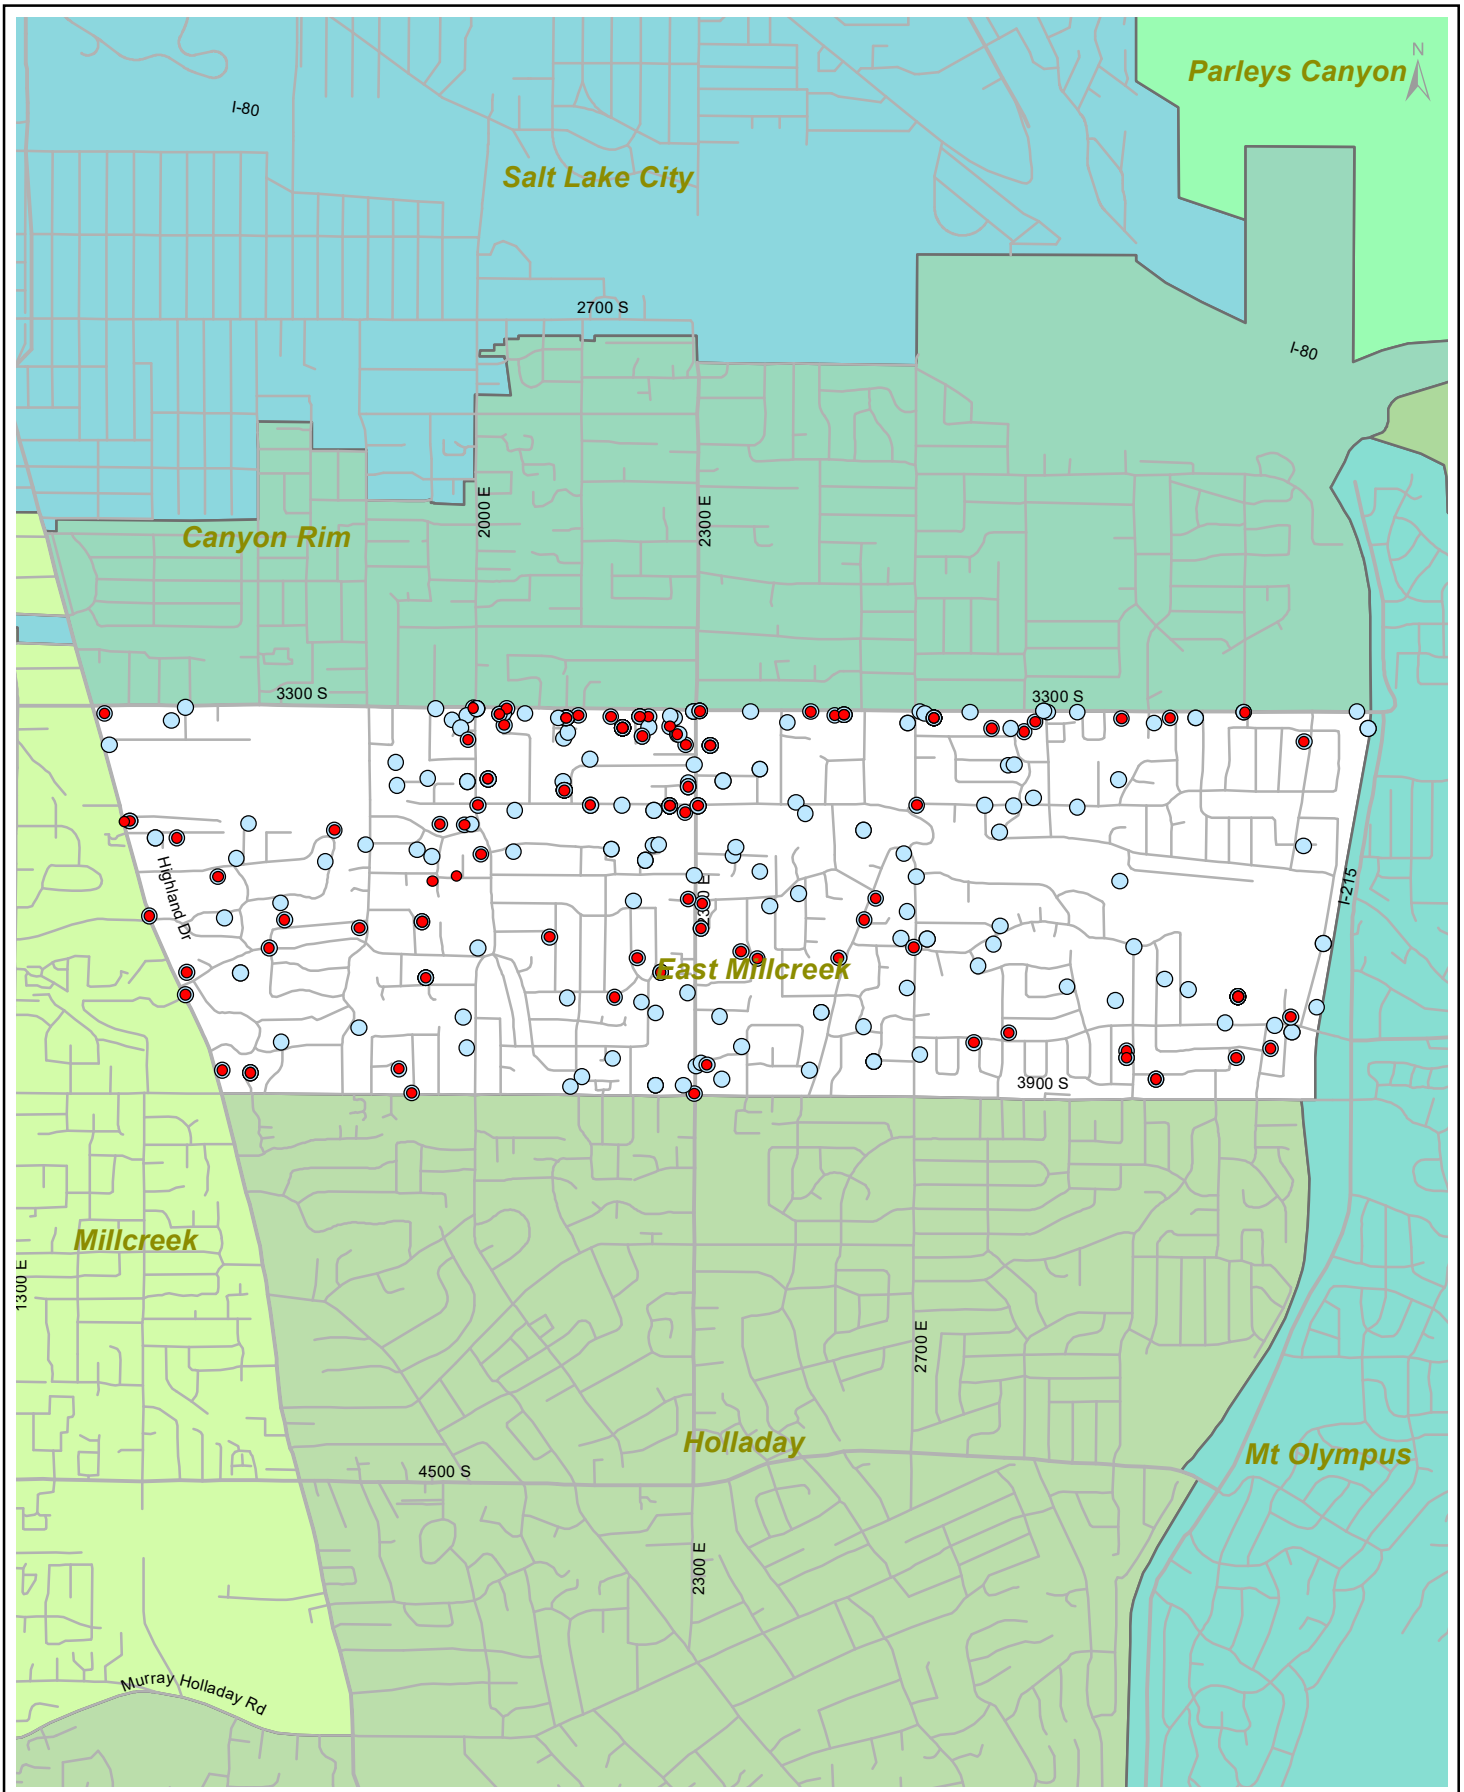 Parleys Canyon
N
I-80
Salt Lake City
2700 S
I-80
2000 E
2300 E
Canyon Rim
3300 S
3300 S
Highland Dr
I-215
2300 E
East Millcreek
3900 S
Millcreek
1300 E
2700 E
Holladay
Mt Olympus
4500 S
2300 E
Murray Holladay Rd